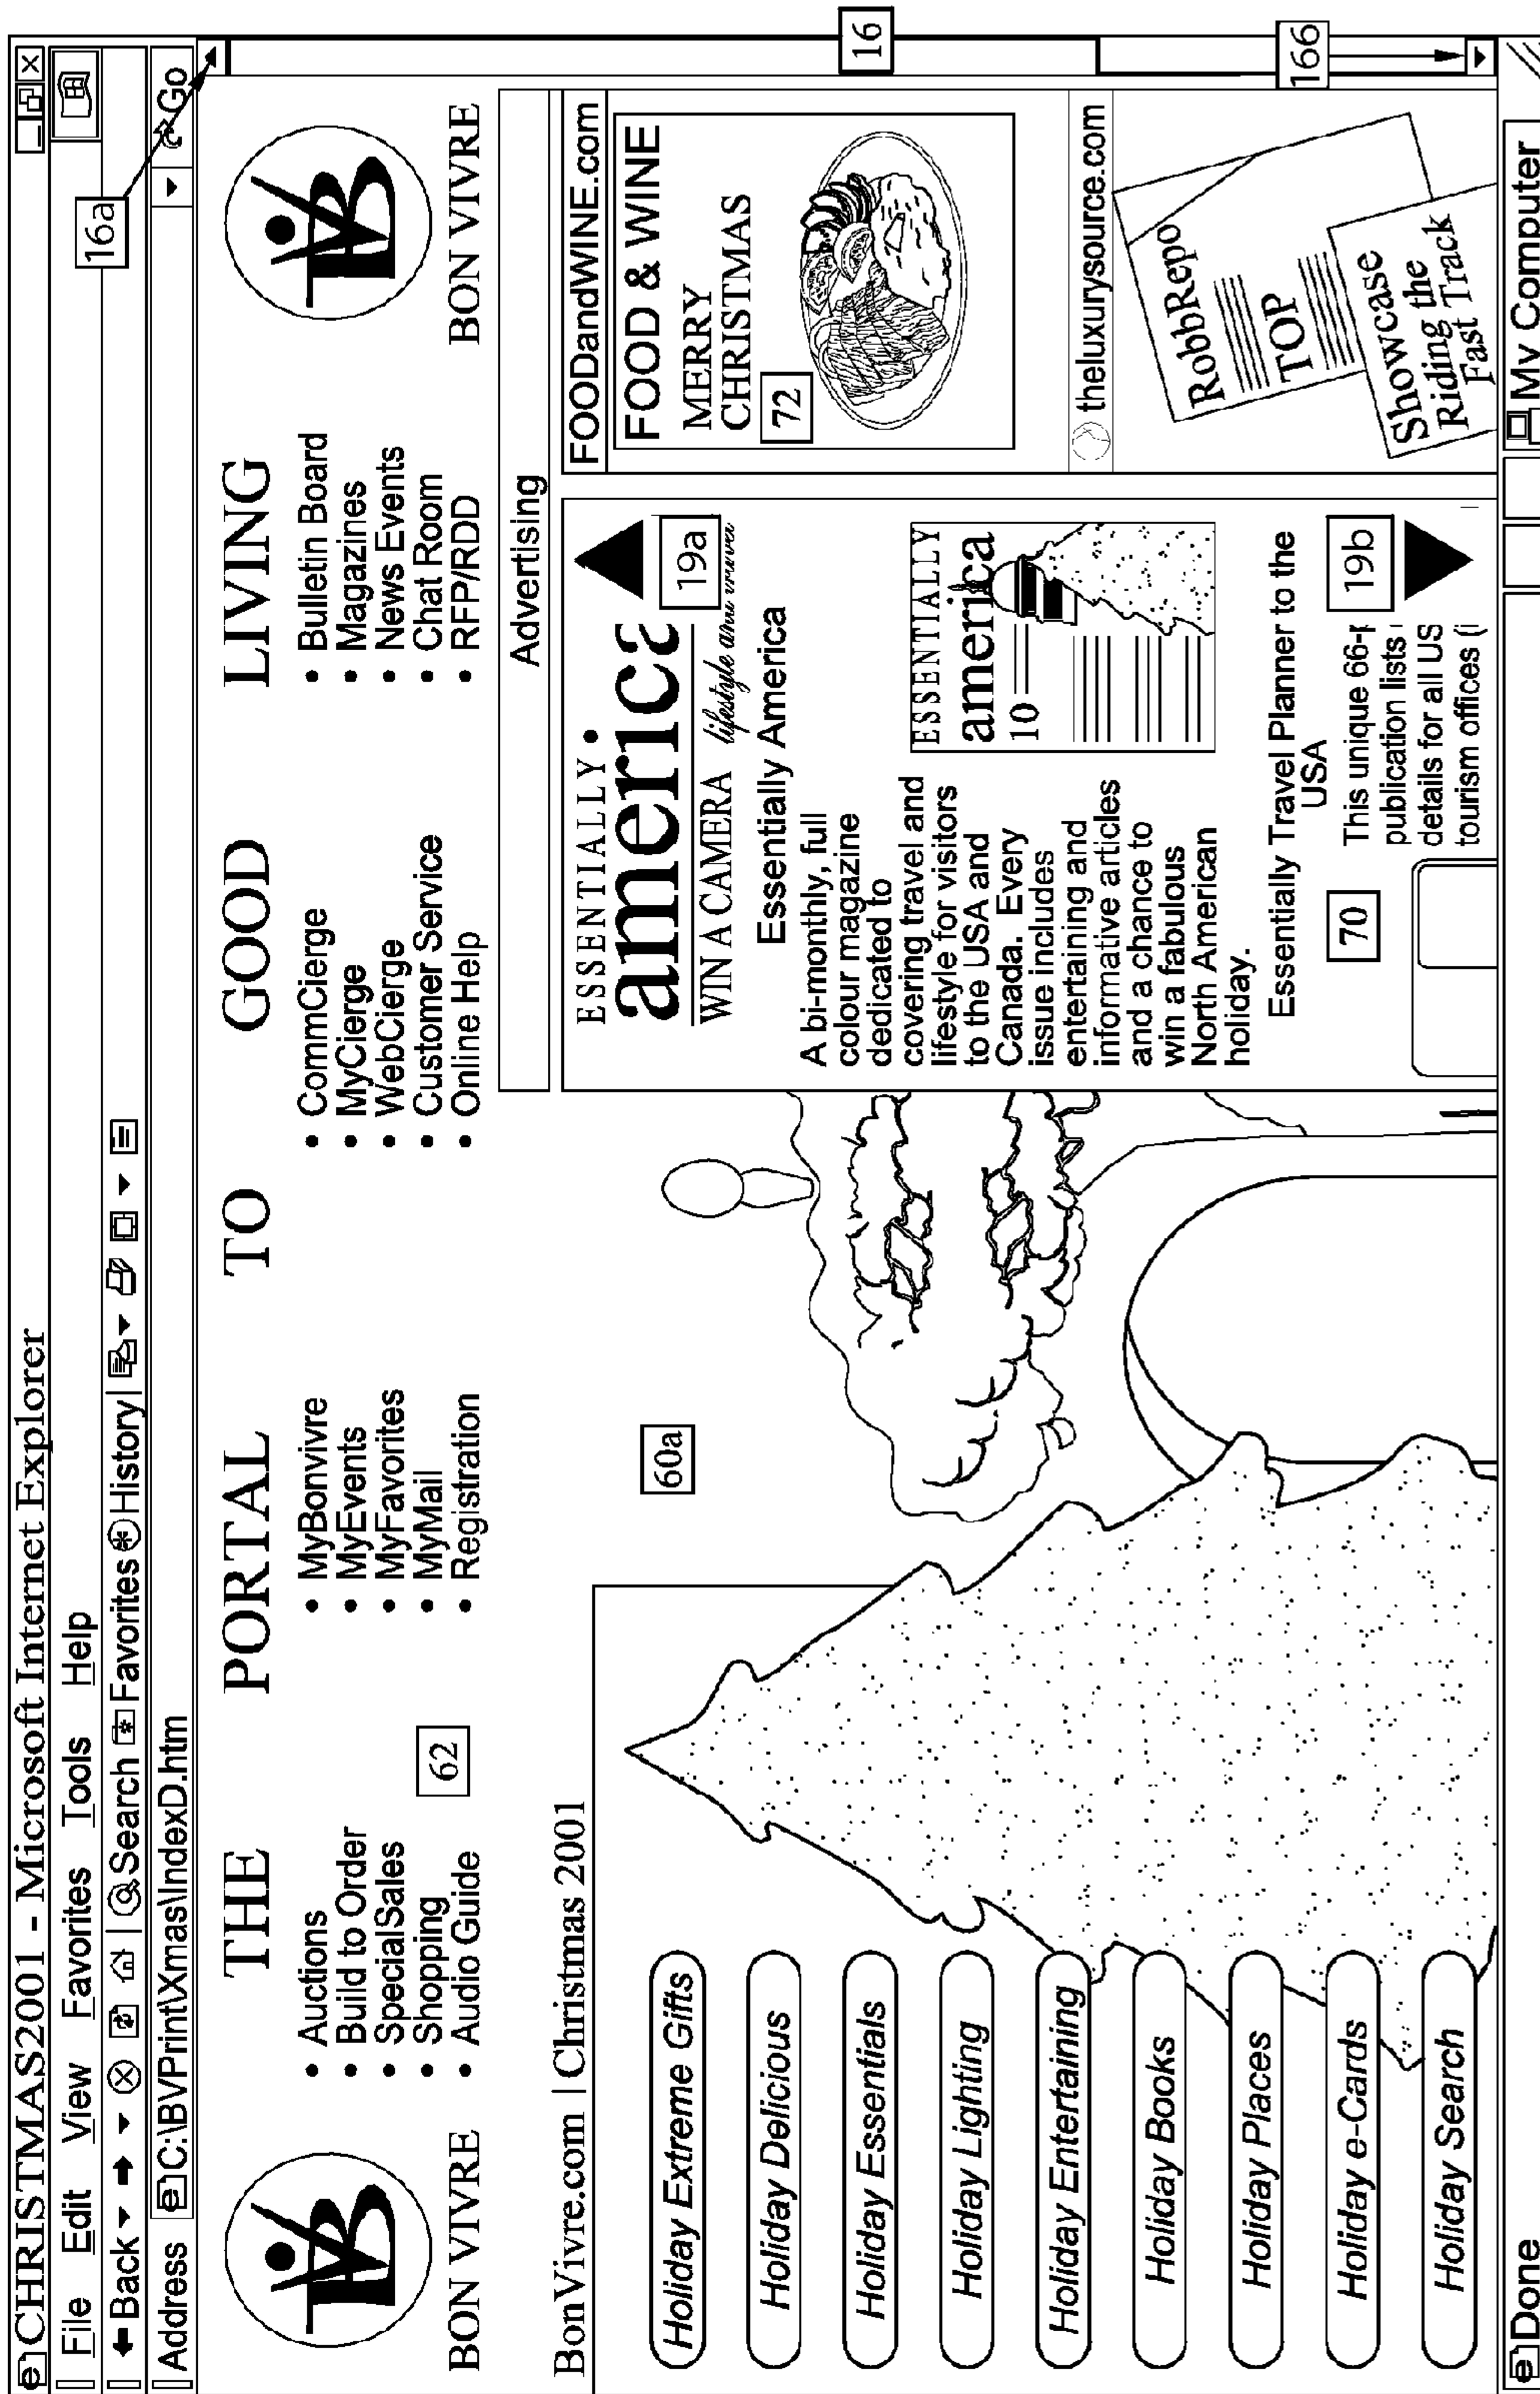 CHRISTMAS2001 - Microsoft Internet Explorer
File Edit View Favorites Tools Help
Back Search Favorites History
16a
Address C:\BVPrint\Xmas\IndexD.htm Go
THE PORTAL TO GOOD LIVING
BON VIVRE
• Auctions
• Build to Order
• SpecialSales
• Shopping
• Audio Guide
62
• MyBonvivre
• MyEvents
• MyFavorites
• MyMail
• Registration
• CommCierge
• MyCierge
• WebCierge
• Customer Service
• Online Help
• Bulletin Board
• Magazines
• News Events
• Chat Room
• RFP/RDD
BON VIVRE
BonVivre.com | Christmas 2001
Holiday Extreme Gifts
Holiday Delicious
Holiday Essentials
Holiday Lighting
Holiday Entertaining
Holiday Books
Holiday Places
Holiday e-Cards
Holiday Search
60a
Advertising
ESSENTIALLY
america
WIN A CAMERA lifestyle and
19a
Essentially America
A bi-monthly, full
colour magazine
dedicated to
covering travel and
lifestyle for visitors
to the USA and
Canada. Every
issue includes
entertaining and
informative articles
and a chance to
win a fabulous
North American
holiday.
ESSENTIALLY
america
10
Essentially Travel Planner to the
USA
70
This unique 66-
publication lists
details for all US
tourism offices (
19b
FOODandWINE.com
FOOD & WINE
MERRY
CHRISTMAS
72
theluxurysource.com
RobbRepo
TOP
Showcase
Riding the
Fast Track
16
166
Done My Computer